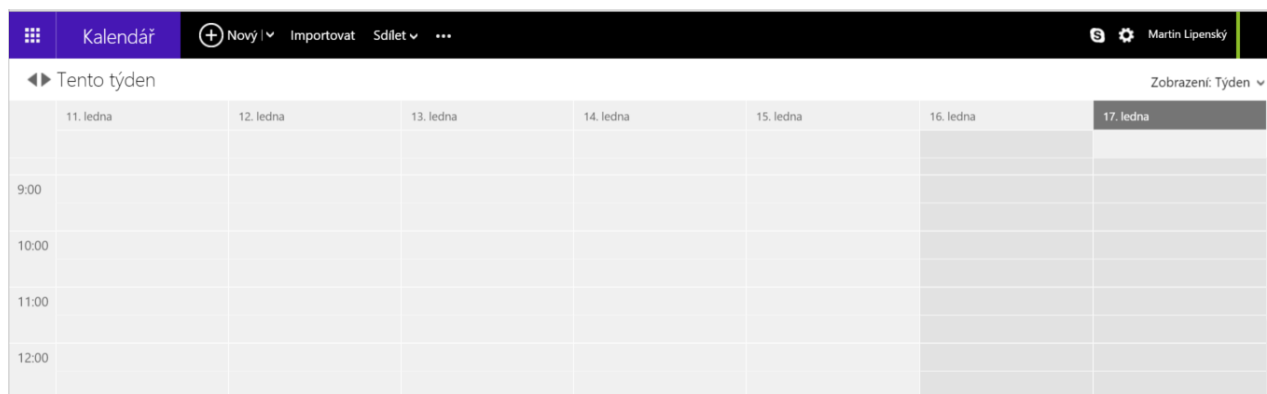 Kalendář Nový Importovat Sdílet ... Martin Lipenský
Tento týden Zobrazení: Týden
11. ledna 12. ledna 13. ledna 14. ledna 15. ledna 16. ledna 17. ledna
9:00
10:00
11:00
12:00